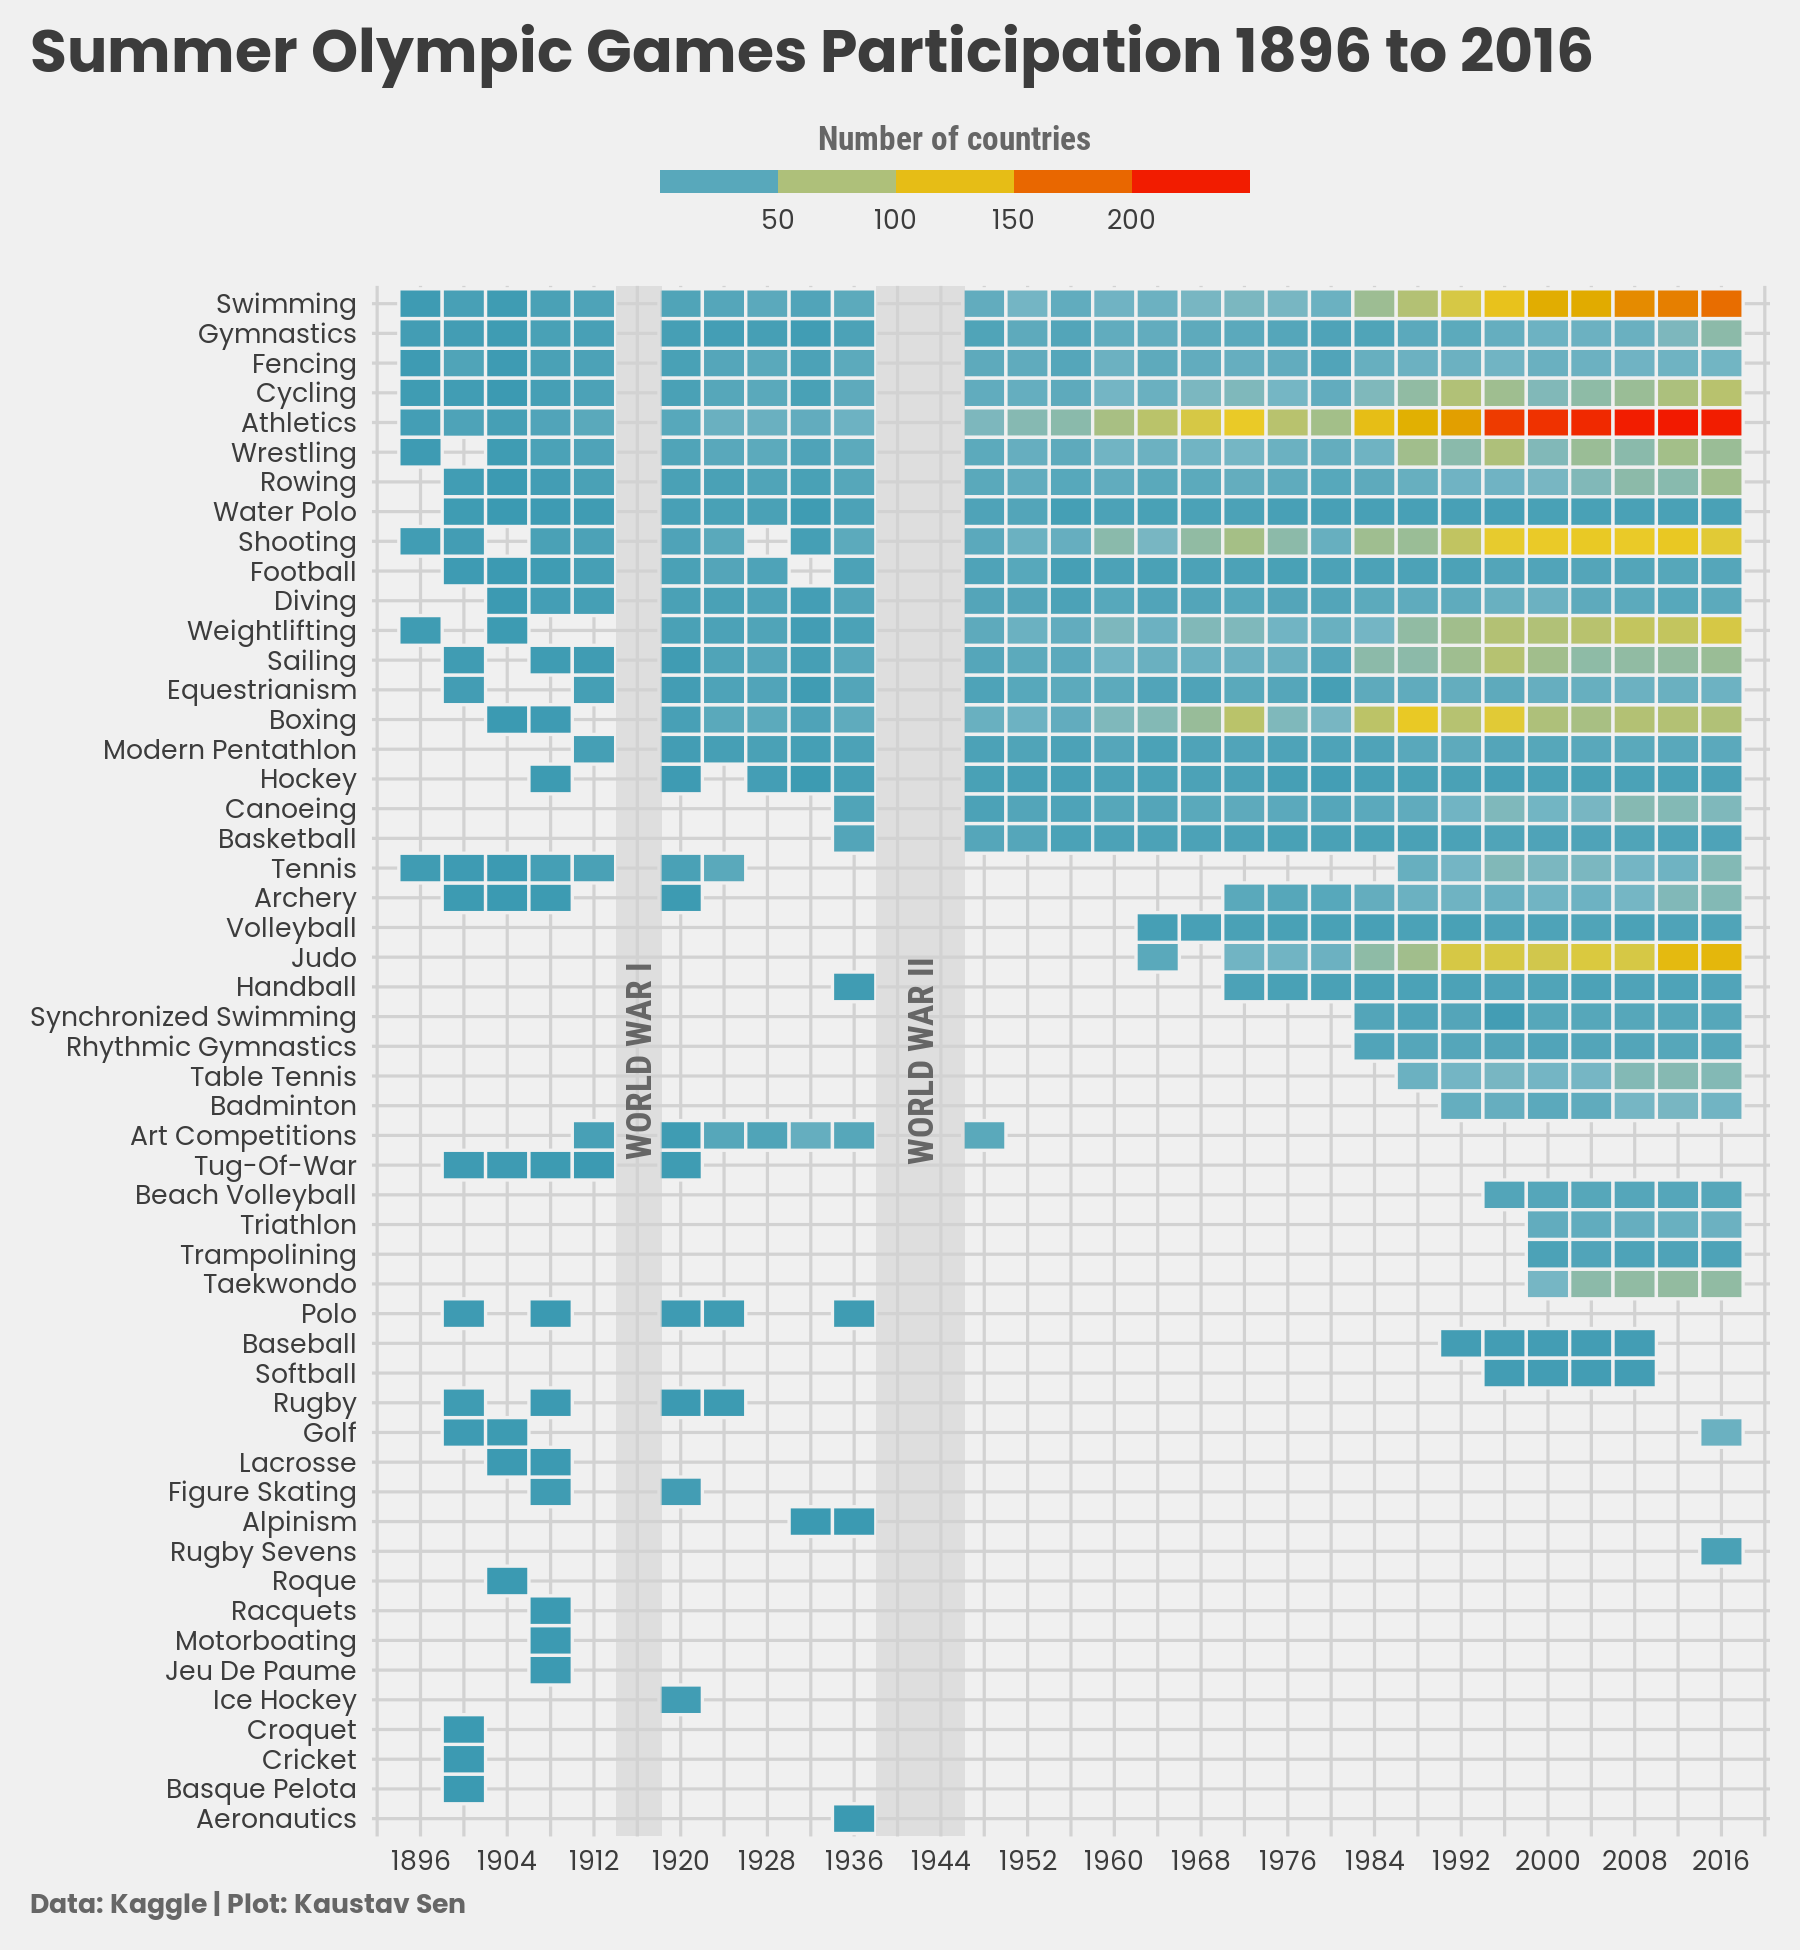 Summer Olympic Games Participation 1896 to 2016
Number of countries
50 100 150 200
Swimming
Gymnastics
Fencing
Cycling
Athletics
Wrestling
Rowing
Water Polo
Shooting
Football
Diving
Weightlifting
Sailing
Equestrianism
Boxing
Modern Pentathlon
Hockey
Canoeing
Basketball
Tennis
Archery
Volleyball
Judo
Handball
Synchronized Swimming
Rhythmic Gymnastics
Table Tennis
Badminton
Art Competitions
Tug-Of-War
Beach Volleyball
Triathlon
Trampolining
Taekwondo
Polo
Baseball
Softball
Rugby
Golf
Lacrosse
Figure Skating
Alpinism
Rugby Sevens
Roque
Racquets
Motorboating
Jeu De Paume
Ice Hockey
Croquet
Cricket
Basque Pelota
Aeronautics
WORLD WAR I
WORLD WAR II
1896 1904 1912 1920 1928 1936 1944 1952 1960 1968 1976 1984 1992 2000 2008 2016
Data: Kaggle | Plot: Kaustav Sen